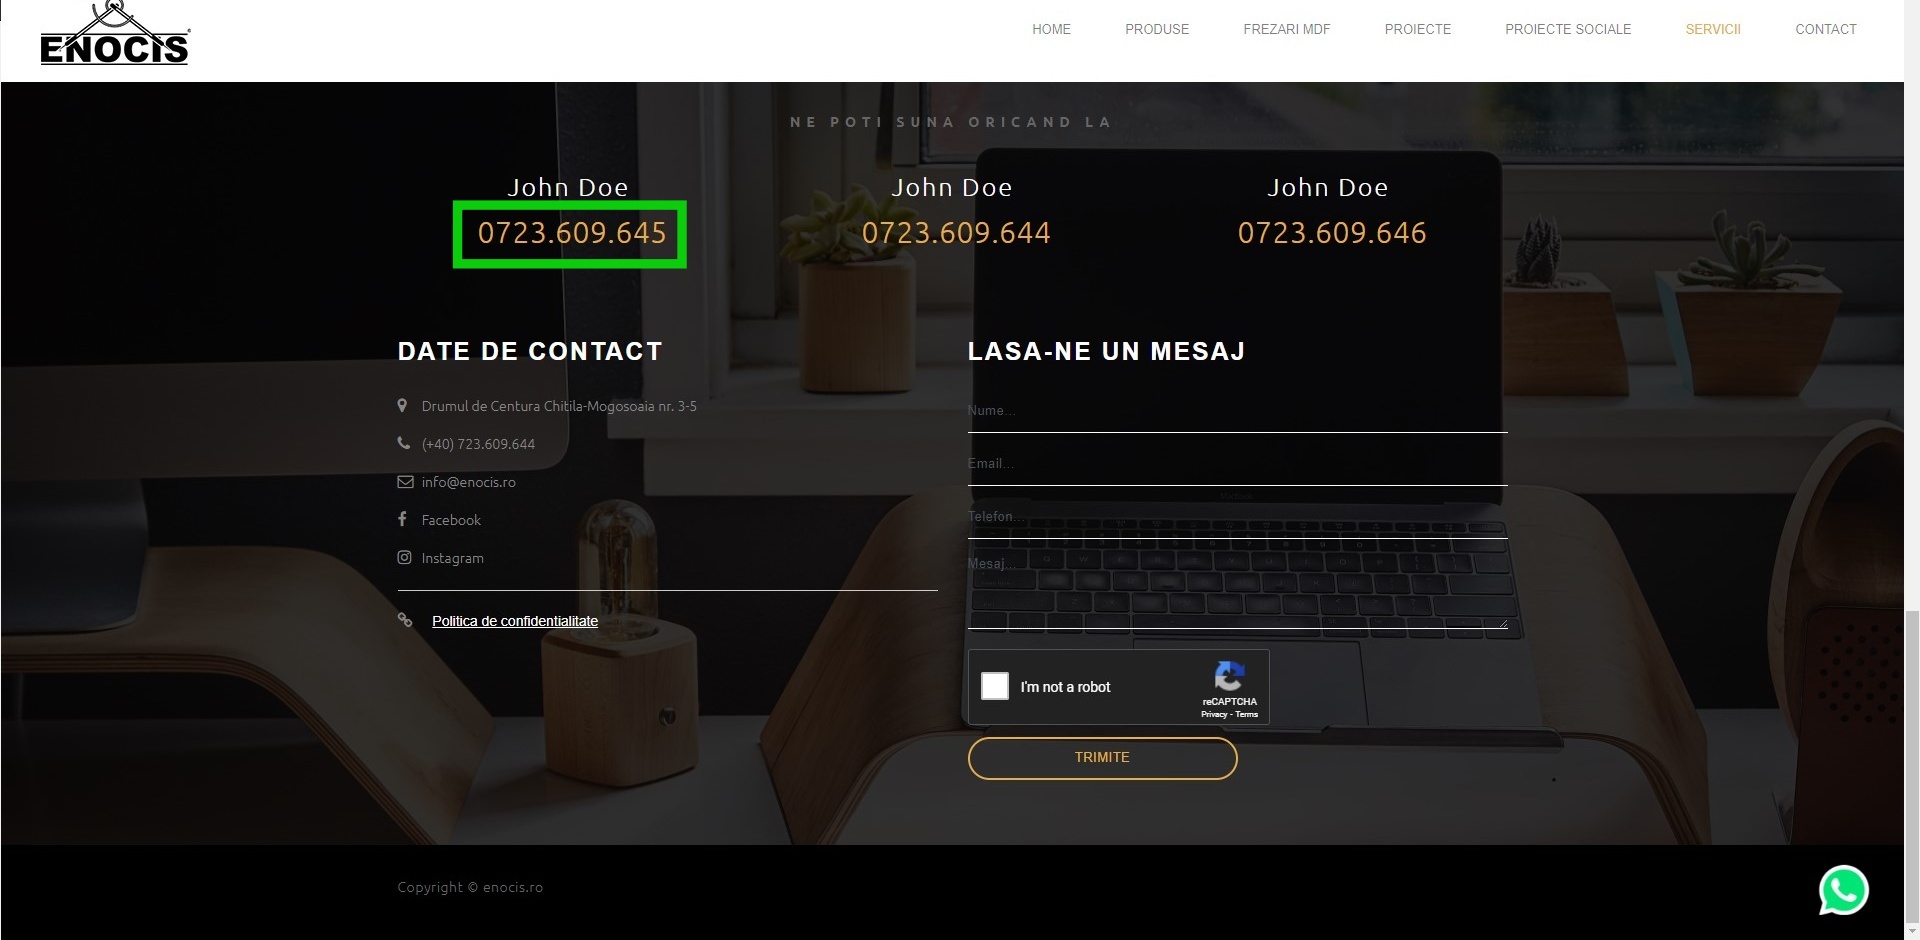 ENOCIS
HOME PRODUSE FREZARI MDF PROIECTE PROIECTE SOCIALE SERVICII CONTACT
NE POTI SUNA ORICAND LA
John Doe John Doe John Doe
0723.609.645 0723.609.644 0723.609.646
DATE DE CONTACT
Drumul de Centura Chitila-Mogosoaia nr. 3-5
(+40) 723.609.644
info@enocis.ro
Facebook
Instagram
Politica de confidentialitate
LASA-NE UN MESAJ
Nume...
Email...
Telefon...
Mesaj...
I'm not a robot
reCAPTCHA
Privacy - Terms
TRIMITE
Copyright © enocis.ro